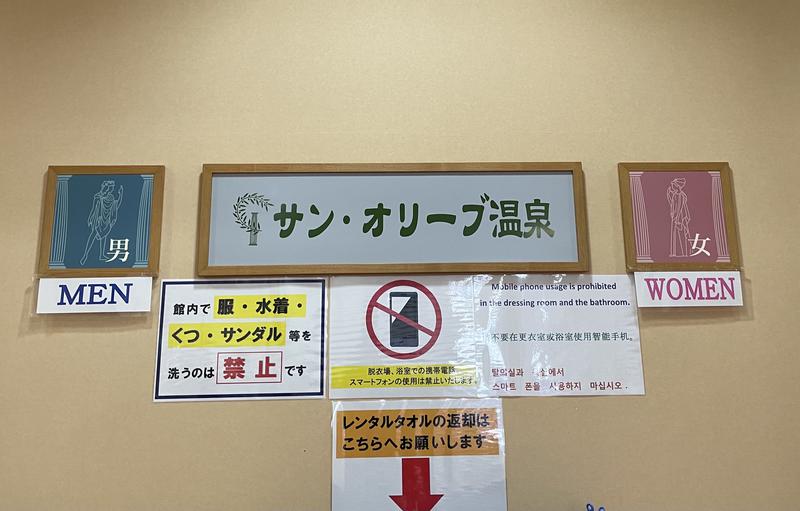 男
MEN
サン・オリーブ温泉
女
WOMEN
館内で 服・水着・
くつ・サンダル 等を
洗うのは 禁止 です
脱衣場、浴室での携帯電話
スマートフォンの使用は禁止いたします。
Mobile phone usage is prohibited
in the dressing room and the bathroom.
不要在更衣室或浴室使用智能手机。
탈의실과 에서
스마트 폰을 사용하지 마십시오.
レンタルタオルの返却は
こちらへお願いします